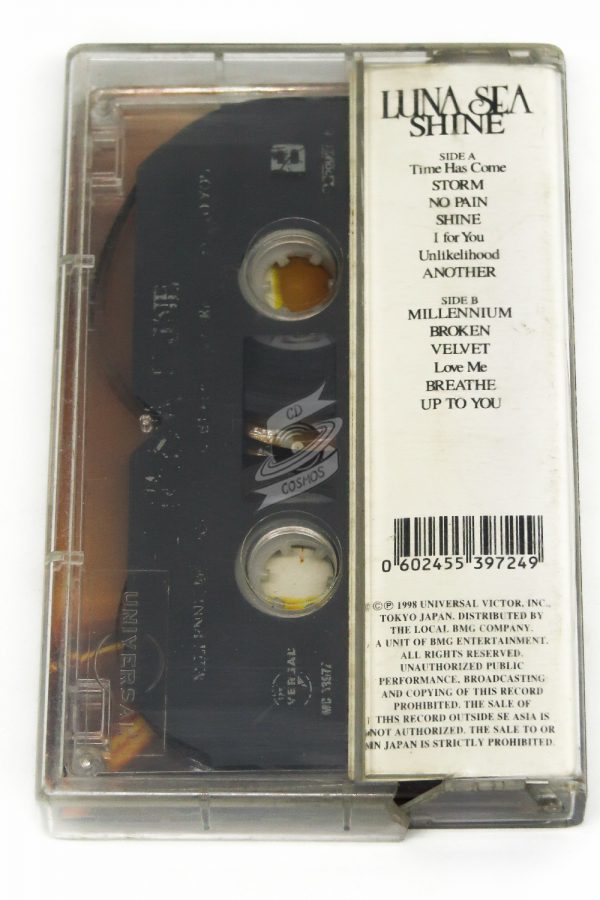 LUNA SEA
SHINE
SIDE A
Time Has Come
STORM
NO PAIN
SHINE
I for You
Unlikelihood
ANOTHER
SIDE B
MILLENNIUM
BROKEN
VELVET
Love Me
BREATHE
UP TO YOU
0 602455 397249
©℗ 1998 UNIVERSAL VICTOR, INC.,
TOKYO JAPAN. DISTRIBUTED BY
THE LOCAL BMG COMPANY.
A UNIT OF BMG ENTERTAINMENT.
ALL RIGHTS RESERVED.
UNAUTHORIZED PUBLIC
PERFORMANCE, BROADCASTING
AND COPYING OF THIS RECORD
PROHIBITED. THE SALE OF
THIS RECORD OUTSIDE SE ASIA IS
NOT AUTHORIZED. THE SALE TO OR
JAPAN IS STRICTLY PROHIBITED.
CD
COSMOS
UNIVERSAL